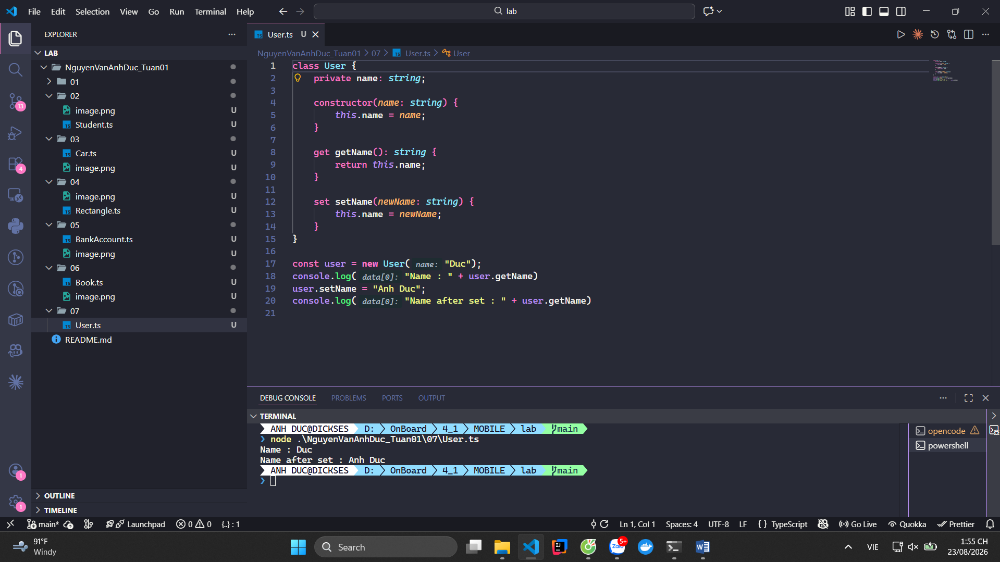 File Edit Selection View Go Run Terminal Help
lab
EXPLORER
LAB
NguyenVanAnhDuc_Tuan01
01
02
image.png U
Student.ts U
03
Car.ts U
image.png U
04
image.png U
Rectangle.ts U
05
BankAccount.ts U
image.png U
06
Book.ts U
image.png U
07
User.ts U
README.md
OUTLINE
TIMELINE
13
4
1
1
User.ts U
NguyenVanAnhDuc_Tuan01 > 07 > User.ts > User
1 class User {
2 private name: string;
3
4 constructor(name: string) {
5 this.name = name;
6 }
7
8 get getName(): string {
9 return this.name;
10 }
11
12 set setName(newName: string) {
13 this.name = newName;
14 }
15 }
16
17 const user = new User( name: "Duc");
18 console.log( data[0]: "Name : " + user.getName)
19 user.setName = "Anh Duc";
20 console.log( data[0]: "Name after set : " + user.getName)
21
DEBUG CONSOLE PROBLEMS PORTS OUTPUT
TERMINAL
ANH DUC@DICKSES D: OnBoard 4_1 MOBILE lab main
❯ node .\NguyenVanAnhDuc_Tuan01\07\User.ts
Name : Duc
Name after set : Anh Duc
ANH DUC@DICKSES D: OnBoard 4_1 MOBILE lab main
❯
opencode
powershell
main* Launchpad 0 0 {..} : 1
Ln 1, Col 1 Spaces: 4 UTF-8 LF { } TypeScript Go Live Quokka Prettier
91°F
Windy
Search
Zalo
5+
VIE
1:55 CH
23/08/2026